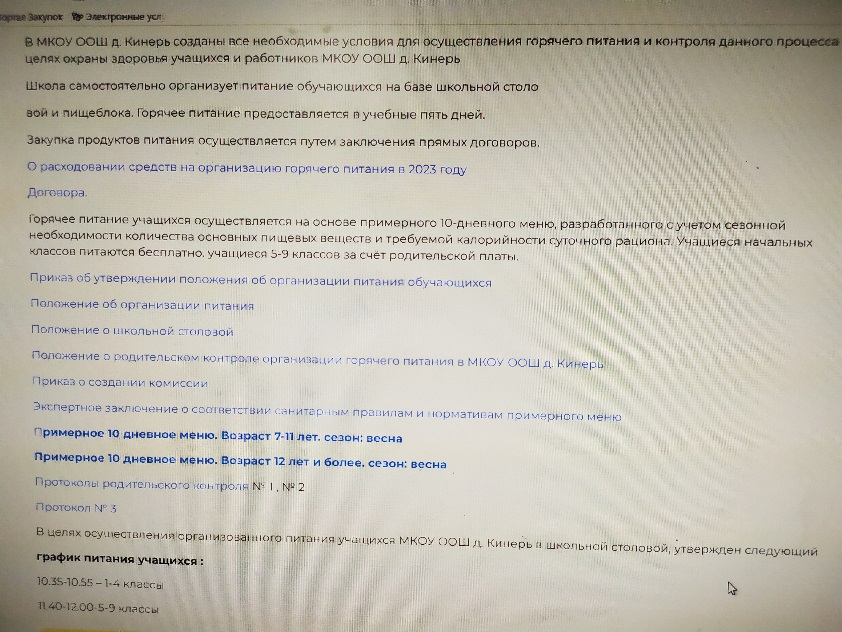 Закупок Электронные усл
В МКОУ ООШ д. Кинерь созданы все необходимые условия для осуществления горячего питания и контроля данного процесса
целях охраны здоровья учащихся и работников МКОУ ООШ д. Кинерь
Школа самостоятельно организует питание обучающихся на базе школьной столо
вой и пищеблока. Горячее питание предоставляется в учебные пять дней.
Закупка продуктов питания осуществляется путем заключения прямых договоров.
О расходовании средств на организацию горячего питания в 2023 году
Договора.
Горячее питание учащихся осуществляется на основе примерного 10-дневного меню, разработанного с учетом сезонной
необходимости количества основных пищевых веществ и требуемой калорийности суточного рациона. Учащиеся начальных
классов питаются бесплатно, учащиеся 5-9 классов за счёт родительской платы.
Приказ об утверждении положения об организации питания обучающихся
Положение об организации питания
Положение о школьной столовой
Положение о родительском контроле организации горячего питания в МКОУ ООШ д. Кинерь
Приказ о создании комиссии
Экспертное заключение о соответствии санитарным правилам и нормативам примерного меню
Примерное 10 дневное меню. Возраст 7-11 лет. сезон: весна
Примерное 10 дневное меню. Возраст 12 лет и более. сезон: весна
Протоколы родительского контроля № 1 , № 2
Протокол № 3
В целях осуществления организованного питания учащихся МКОУ ООШ д. Кинерь в школьной столовой, утвержден следующий
график питания учащихся :
10.35-10.55 – 1-4 классы
11.40-12.00-5-9 классы